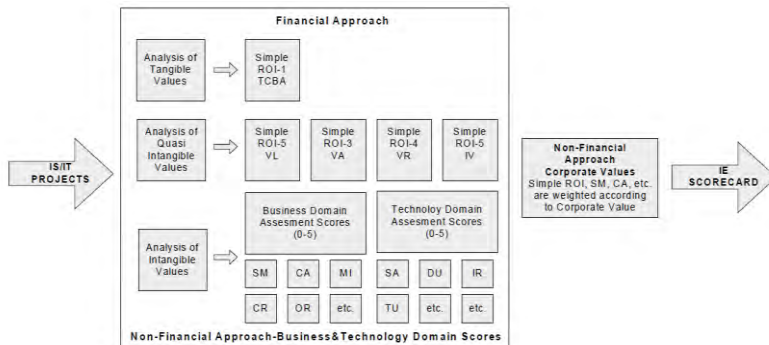 Financial Approach
Analysis of
Tangible
Values
Simple
ROI-1
TCBA
Analysis of
Quasi
Intangible
Values
Simple
ROI-5
VL
Simple
ROI-3
VA
Simple
ROI-4
VR
Simple
ROI-5
IV
IS/IT
PROJECTS
Non-Financial
Approach
Corporate Values
Simple ROI, SM, CA, etc.
are weighted according
to Corporate Value
IE
SCORECARD
Analysis of
Intangible
Values
Business Domain
Assesment Scores
(0-5)
Technoloy Domain
Assesment Scores
(0-5)
SM
CA
MI
SA
DU
IR
CR
OR
etc.
TU
etc.
etc.
Non-Financial Approach-Business&Technology Domain Scores